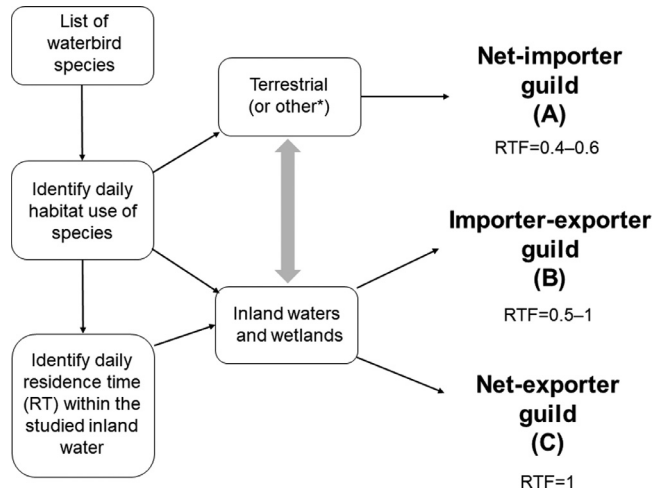 List of
waterbird
species
Terrestrial
(or other*)
Net-importer
guild
(A)
RTF=0.4–0.6
Identify daily
habitat use of
species
Importer-exporter
guild
(B)
RTF=0.5–1
Inland waters
and wetlands
Identify daily
residence time
(RT) within the
studied inland
water
Net-exporter
guild
(C)
RTF=1